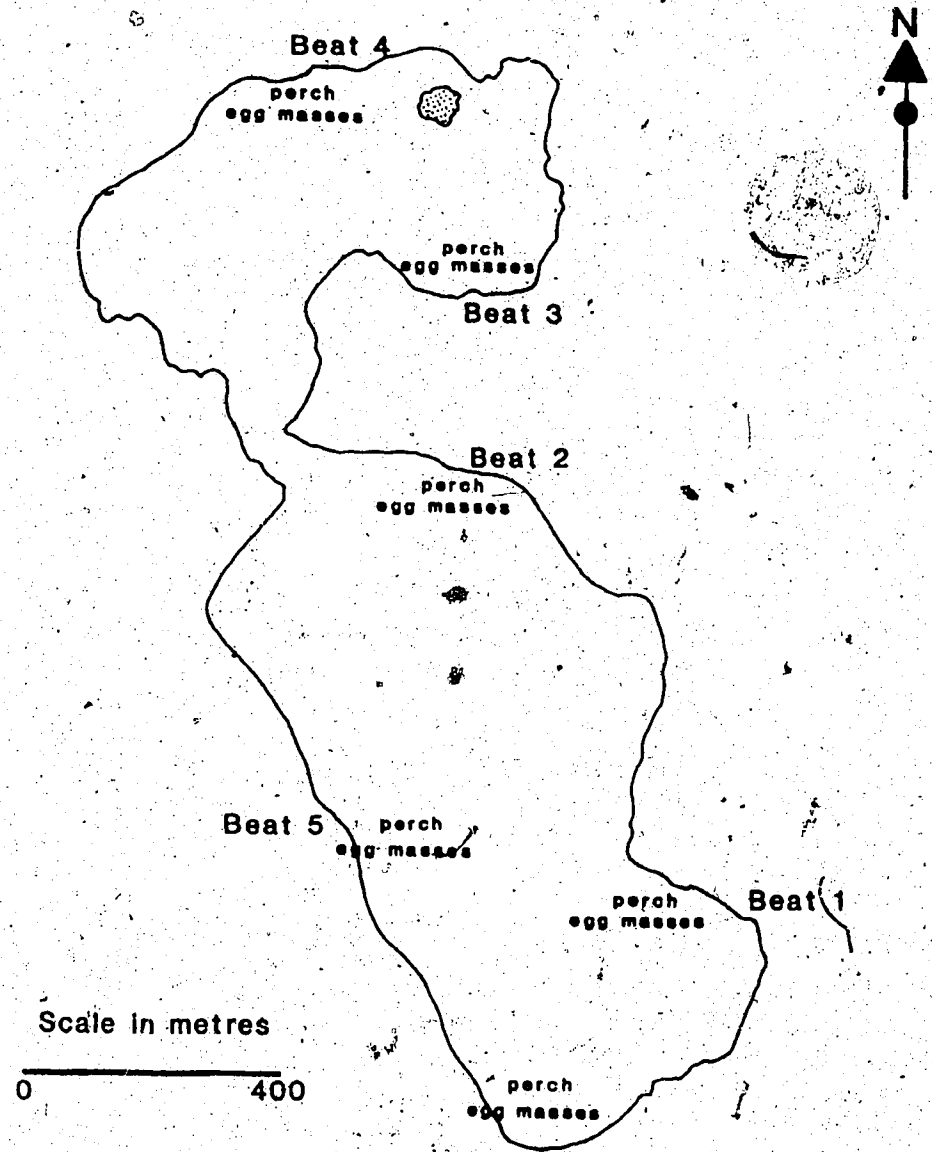 N
Beat 4
perch
egg masses
perch
egg masses
Beat 3
Beat 2
perch
egg masses
Beat 5
perch
egg masses
perch
egg masses
Beat 1
Scale in metres
0 400
perch
egg masses